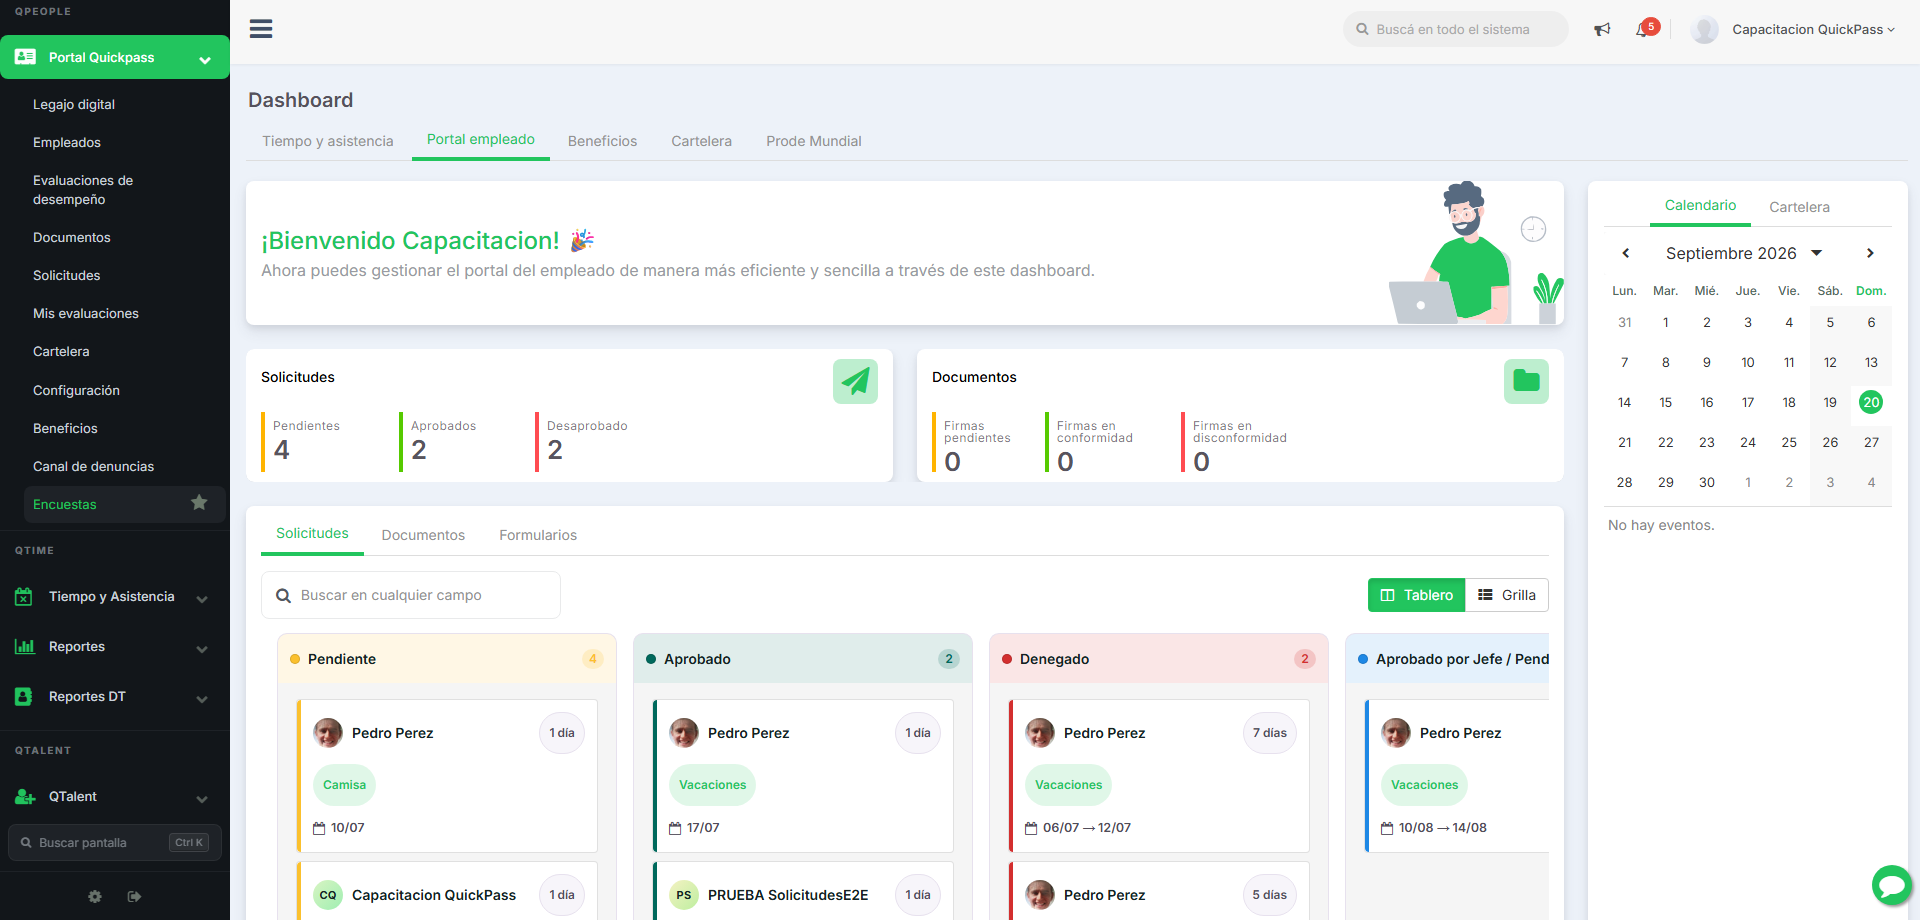 QPEOPLE
Portal Quickpass
Legajo digital
Empleados
Evaluaciones de
desempeño
Documentos
Solicitudes
Mis evaluaciones
Cartelera
Configuración
Beneficios
Canal de denuncias
Encuestas
QTIME
Tiempo y Asistencia
Reportes
Reportes DT
QTALENT
QTalent
Buscar pantalla Ctrl K
Buscá en todo el sistema
5
Capacitacion QuickPass
Dashboard
Tiempo y asistencia Portal empleado Beneficios Cartelera Prode Mundial
¡Bienvenido Capacitacion! 🎉
Ahora puedes gestionar el portal del empleado de manera más eficiente y sencilla a través de este dashboard.
Solicitudes
Pendientes Aprobados Desaprobado
4 2 2
Documentos
Firmas
pendientes
0
Firmas en
conformidad
0
Firmas en
disconformidad
0
Solicitudes Documentos Formularios
Buscar en cualquier campo
Tablero Grilla
Pendiente 4
Pedro Perez 1 día
Camisa
10/07
CQ Capacitacion QuickPass 1 día
Aprobado 2
Pedro Perez 1 día
Vacaciones
17/07
PS PRUEBA SolicitudesE2E 1 día
Denegado 2
Pedro Perez 7 días
Vacaciones
06/07 → 12/07
Pedro Perez 5 días
Aprobado por Jefe / Pend
Pedro Perez
Vacaciones
10/08 → 14/08
Calendario Cartelera
Septiembre 2026
Lun. Mar. Mié. Jue. Vie. Sáb. Dom.
31 1 2 3 4 5 6
7 8 9 10 11 12 13
14 15 16 17 18 19 20
21 22 23 24 25 26 27
28 29 30 1 2 3 4
No hay eventos.